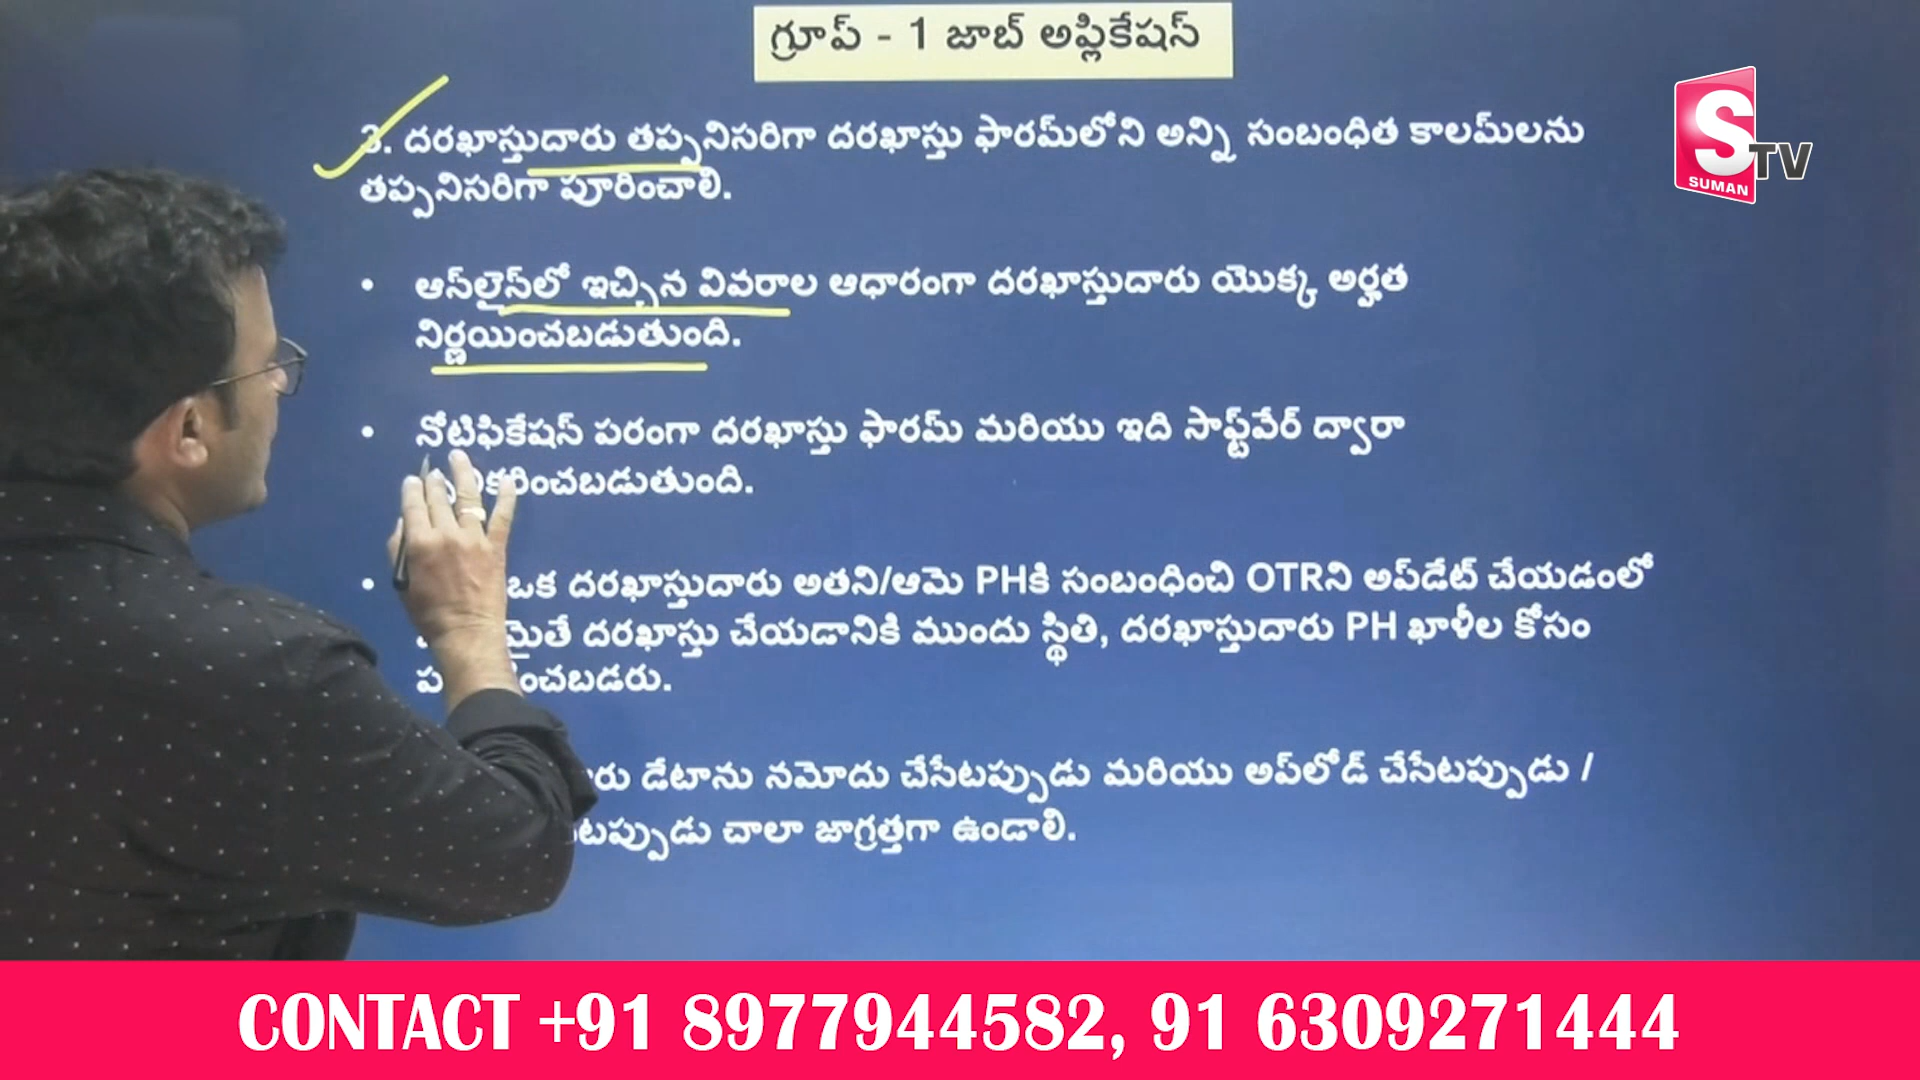 గ్రూప్ - 1 జాబ్ అప్లికేషన్
S TV
SUMAN
3. దరఖాస్తుదారు తప్పనిసరిగా దరఖాస్తు ఫారమ్‌లోని అన్ని సంబంధిత కాలమ్‌లను
తప్పనిసరిగా పూరించాలి.
• ఆన్‌లైన్‌లో ఇచ్చిన వివరాల ఆధారంగా దరఖాస్తుదారు యొక్క అర్హత
నిర్ణయించబడుతుంది.
• నోటిఫికేషన్ పరంగా దరఖాస్తు ఫారమ్ మరియు ఇది సాఫ్ట్‌వేర్ ద్వారా
• ఒక దరఖాస్తుదారు అతని/ఆమె PHకి సంబంధించి OTRని అప్‌డేట్ చేయడంలో
దరఖాస్తు చేయడానికి ముందు స్థితి, దరఖాస్తుదారు PH ఖాళీల కోసం
డేటాను నమోదు చేసేటప్పుడు మరియు అప్‌లోడ్ చేసేటప్పుడు /
చాలా జాగ్రత్తగా ఉండాలి.
CONTACT +91 8977944582, 91 6309271444